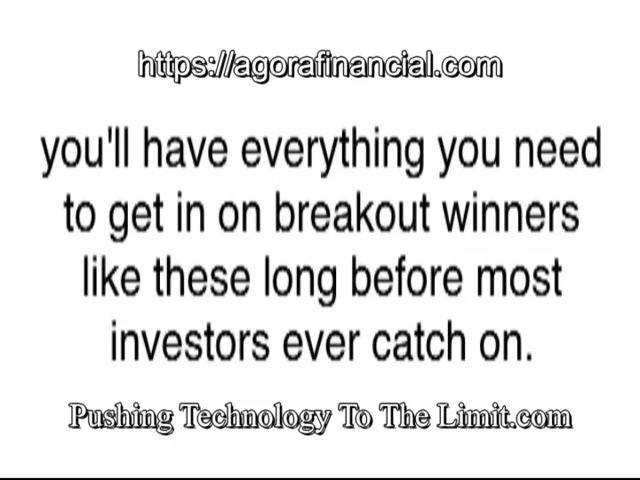 https://agorafinancial.com
you'll have everything you need
to get in on breakout winners
like these long before most
investors ever catch on.
Pushing Technology To The Limit.com